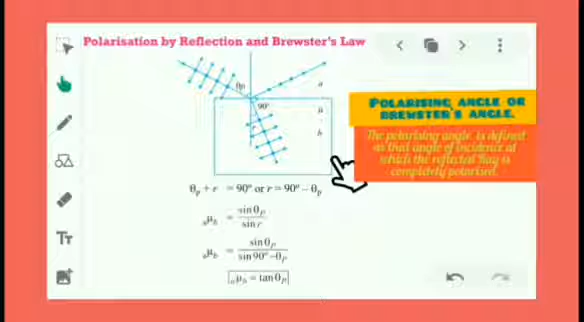 Polarisation by Reflection and Brewster's Law
θp
a
90°
μ
b
POLARISING ANGLE OR
BREWSTER'S ANGLE.
The polarising angle is defined
as that angle of incidence at
which the reflected Ray is
completely polarised.
θp + r = 90° or r = 90° – θp
aμb = sin θp / sin r
aμb = sin θp / sin 90° –θp
aμb = tan θp
Tт